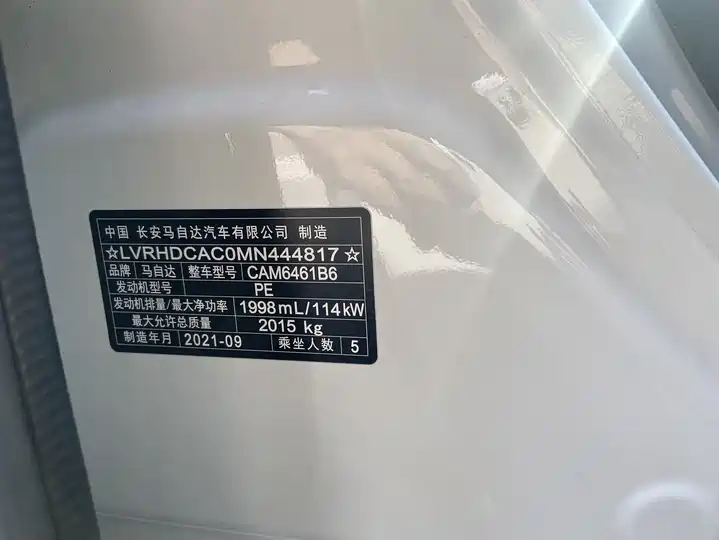 中国 长安马自达汽车有限公司 制造
☆LVRHDCAC0MN444817☆
品牌 马自达 整车型号 CAM6461B6
发动机型号 PE
发动机排量/最大净功率 1998mL/114kW
最大允许总质量 2015 kg
制造年月 2021-09 乘坐人数 5